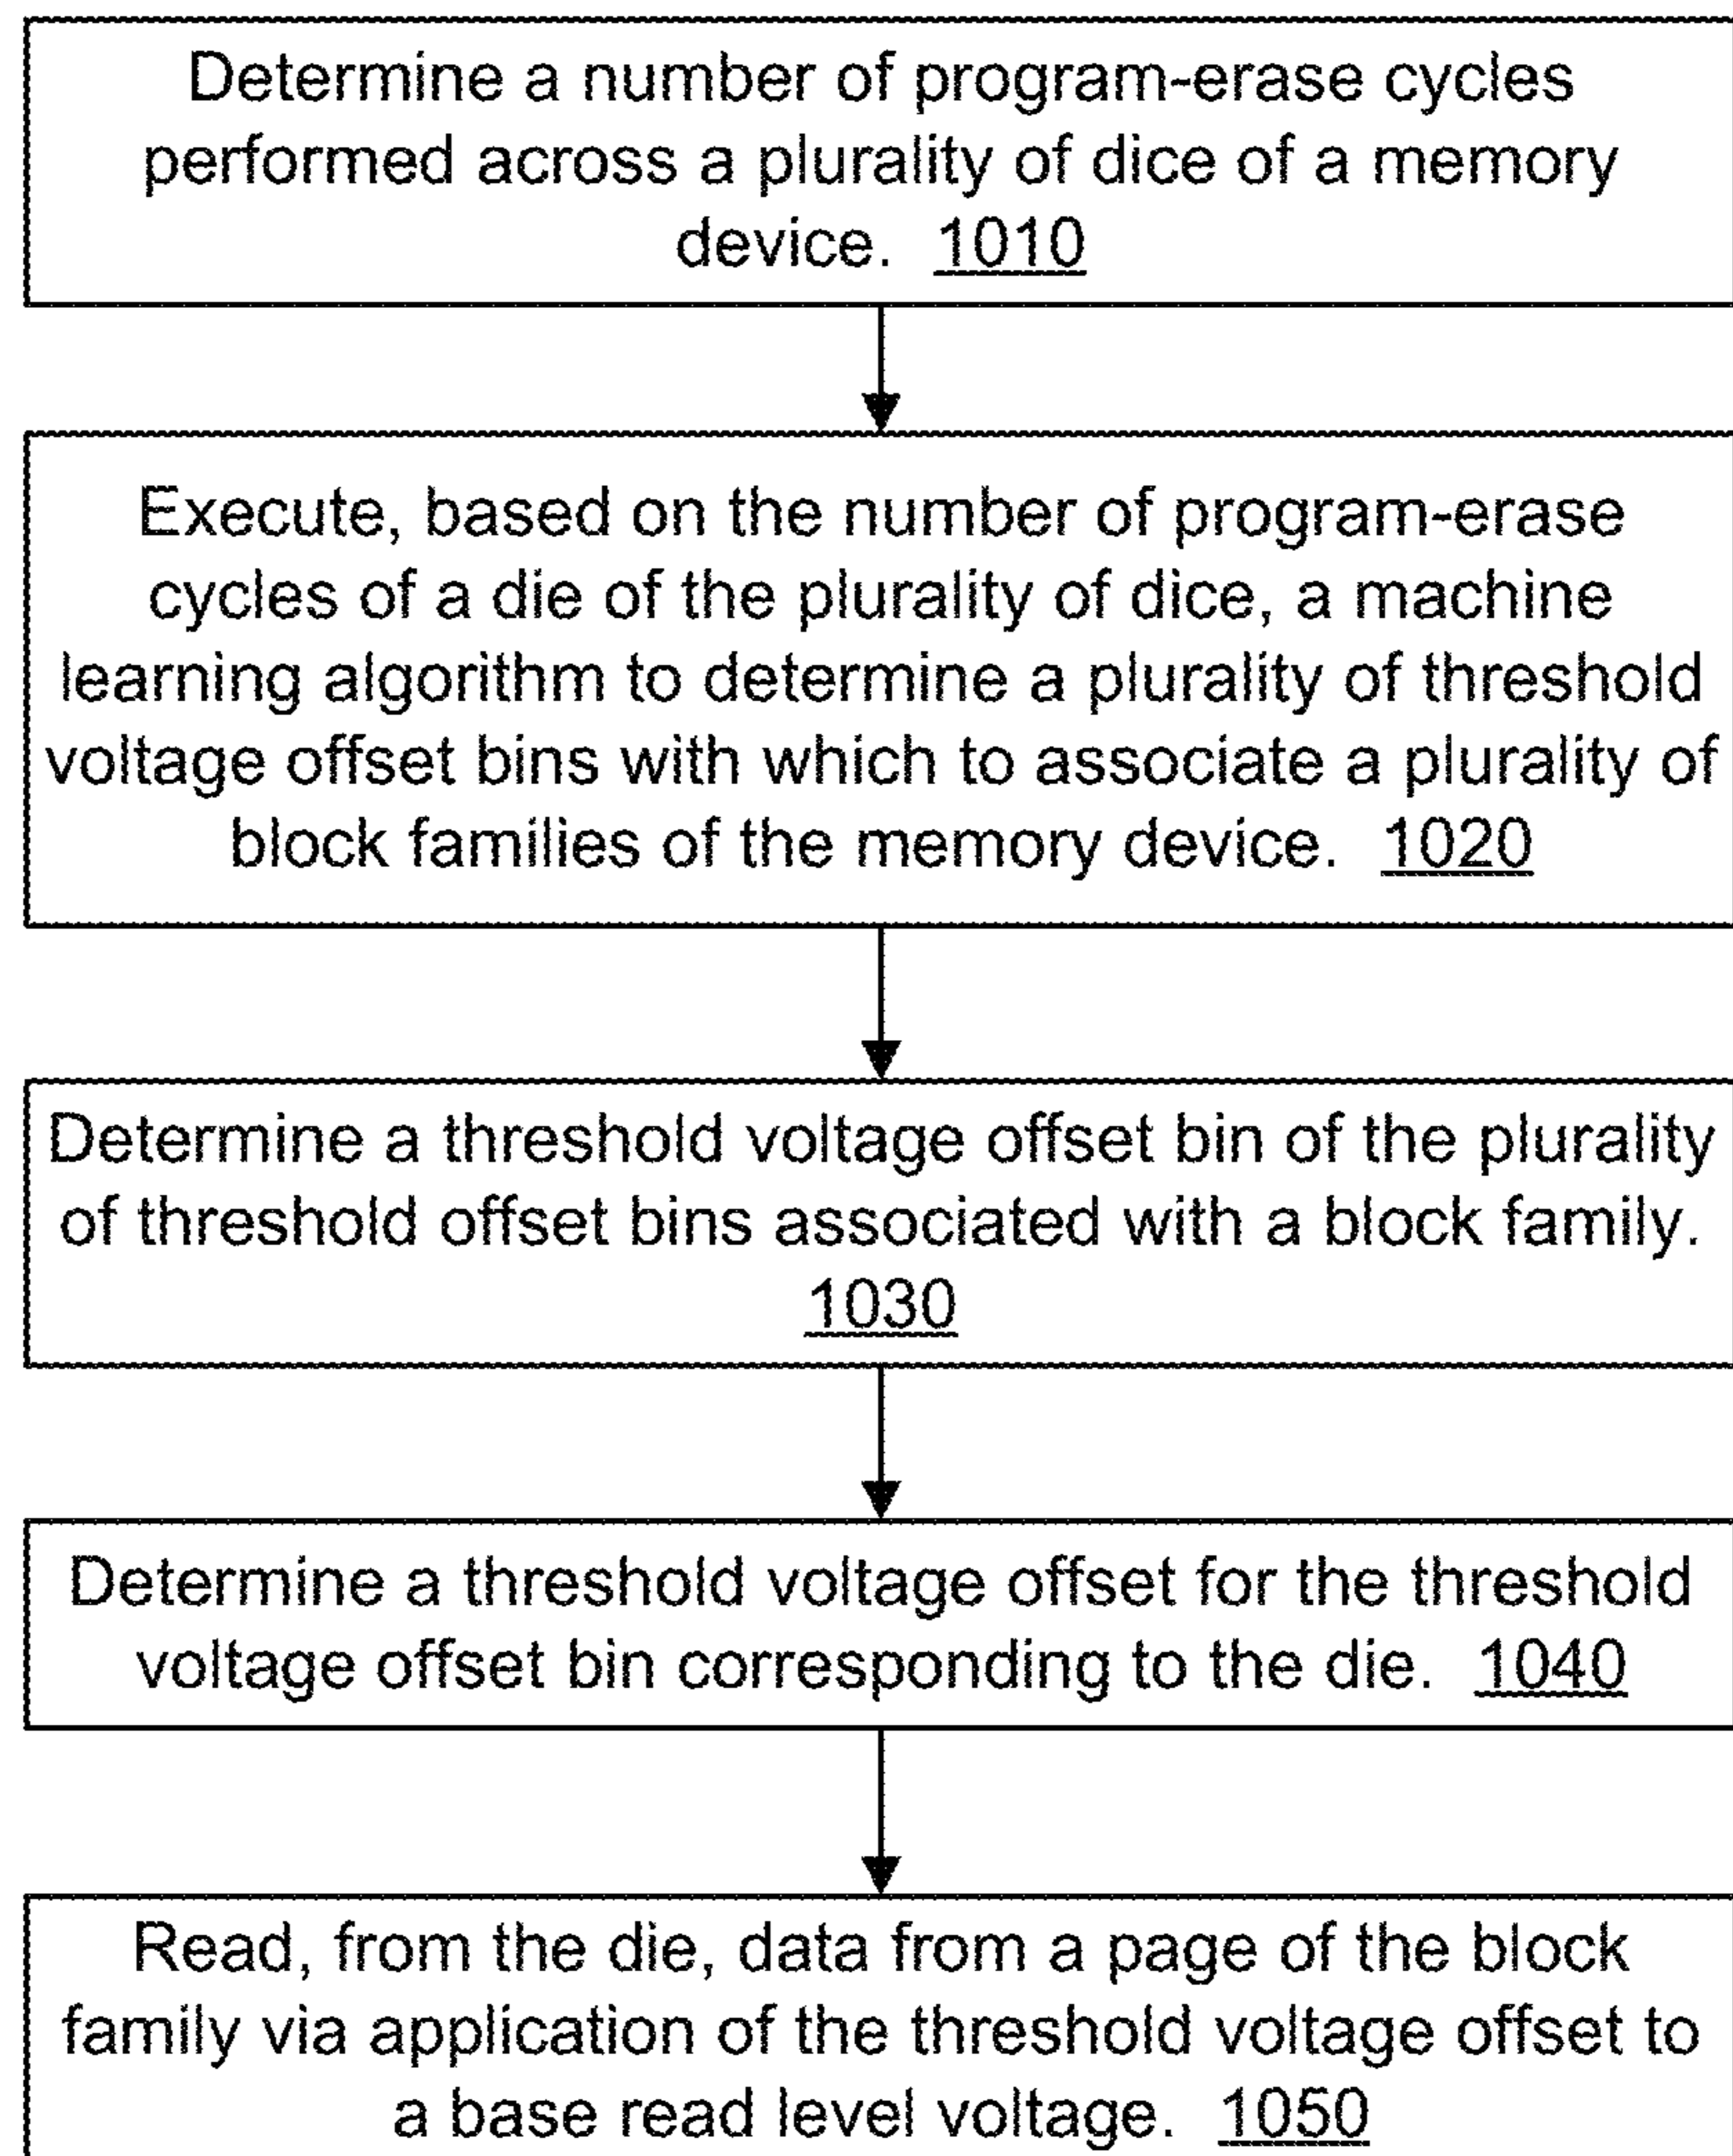 Determine a number of program-erase cycles
performed across a plurality of dice of a memory
device. 1010
Execute, based on the number of program-erase
cycles of a die of the plurality of dice, a machine
learning algorithm to determine a plurality of threshold
voltage offset bins with which to associate a plurality of
block families of the memory device. 1020
Determine a threshold voltage offset bin of the plurality
of threshold offset bins associated with a block family.
1030
Determine a threshold voltage offset for the threshold
voltage offset bin corresponding to the die. 1040
Read, from the die, data from a page of the block
family via application of the threshold voltage offset to
a base read level voltage. 1050